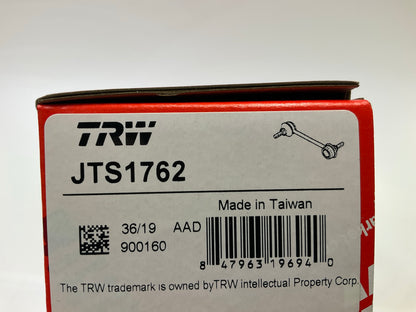 TRW
JTS1762
Made in Taiwan
36/19 AAD
900160
8 47963 19694 0
The TRW trademark is owned byTRW intellectual Property Corp.